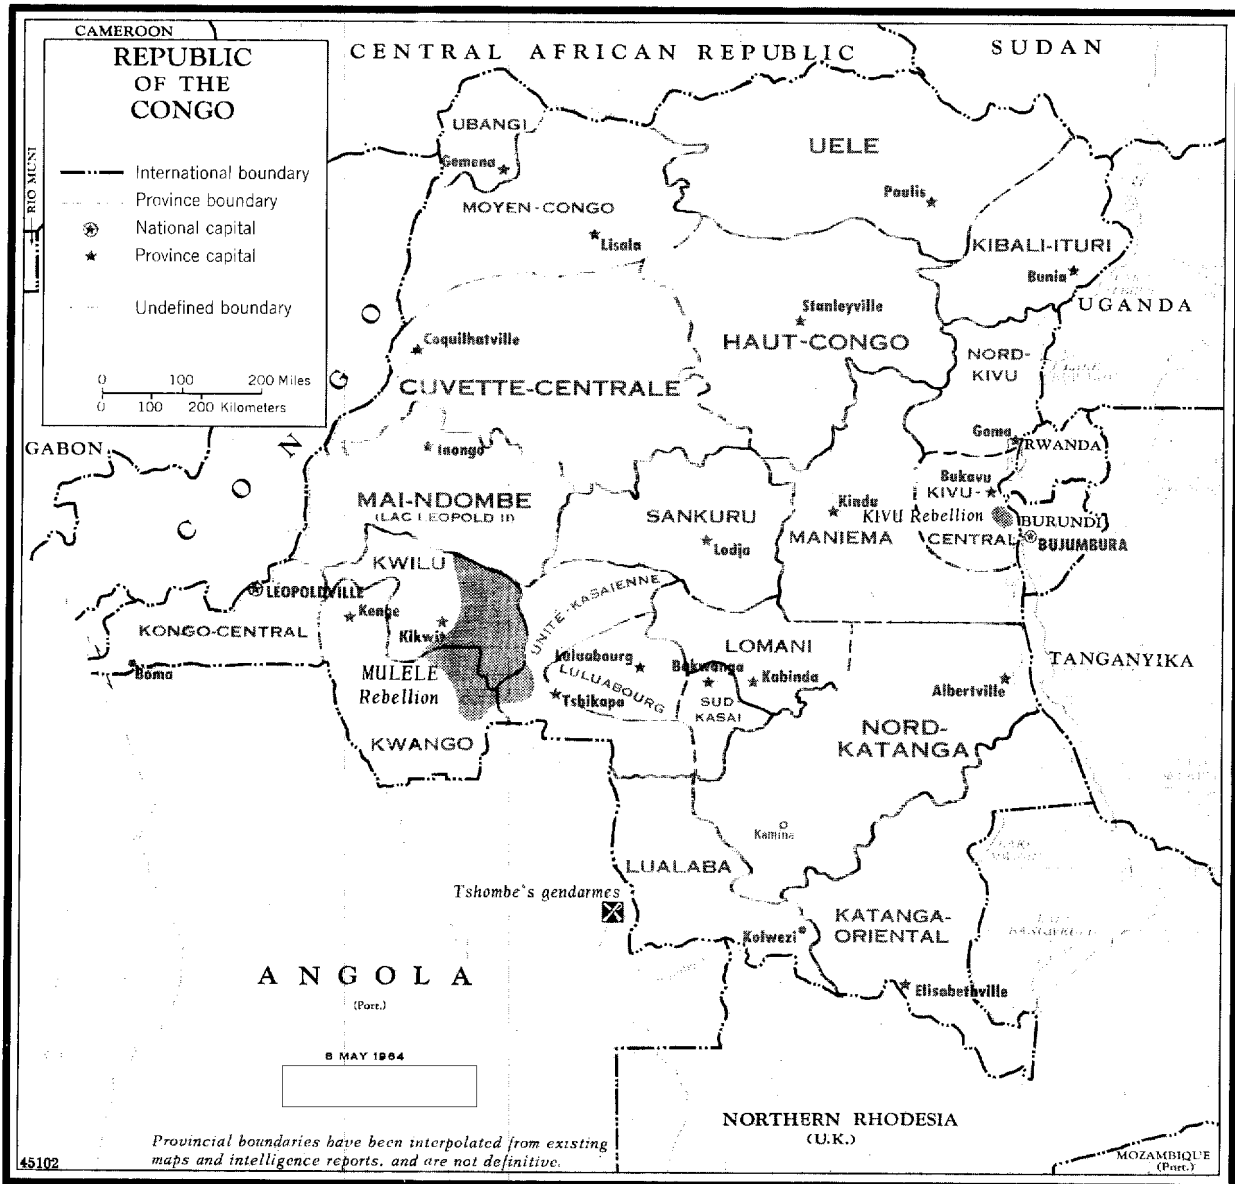 CAMEROON
REPUBLIC
OF THE
CONGO
International boundary
Province boundary
National capital
Province capital
Undefined boundary
0 100 200 Miles
0 100 200 Kilometers
RIO MUNI
CENTRAL AFRICAN REPUBLIC
SUDAN
UBANGI
Gemena
UELE
Paulis
MOYEN-CONGO
Lisala
KIBALI-ITURI
Bunia
UGANDA
CONGO
Coquilhatville
Stanleyville
HAUT-CONGO
NORD-
KIVU
CUVETTE-CENTRALE
GABON
Inongo
Goma
RWANDA
MAI-NDOMBE
(LAC LEOPOLD II)
SANKURU
Lodja
Kindu
MANIEMA
Bukavu
KIVU-
CENTRAL
KIVU Rebellion
BURUNDI
BUJUMBURA
KWILU
LEOPOLDVILLE
Kenge
Kikwit
KONGO-CENTRAL
Boma
UNITÉ-KASAIENNE
LOMANI
Luluabourg
LULUABOURG
Tshikapa
Bakwanga
Kabinda
SUD-
KASAI
MULELE
Rebellion
KWANGO
TANGANYIKA
Albertville
NORD-
KATANGA
Kamina
LUALABA
Tshombe's gendarmes
KATANGA-
ORIENTAL
Kolwezi
Elisabethville
ANGOLA
(Port.)
8 MAY 1964
NORTHERN RHODESIA
(U.K.)
Provincial boundaries have been interpolated from existing
maps and intelligence reports, and are not definitive.
45102
MOZAMBIQUE
(Port.)